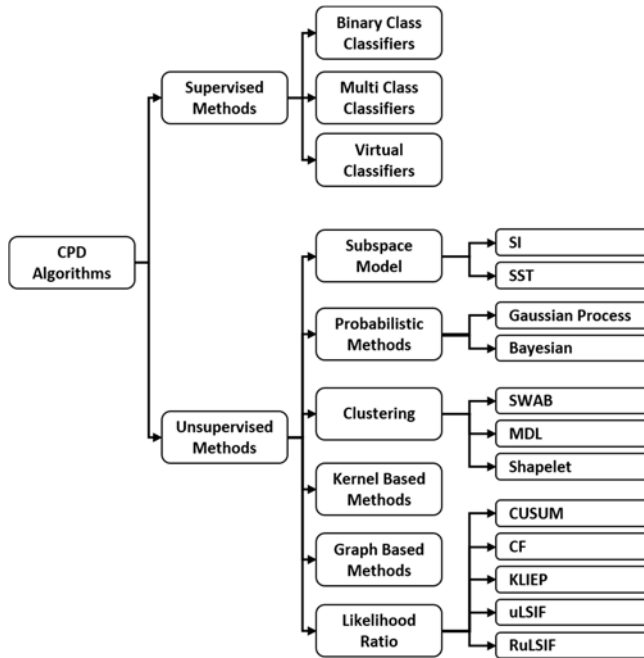 Binary Class
Classifiers
Supervised
Methods
Multi Class
Classifiers
Virtual
Classifiers
CPD
Algorithms
Subspace
Model
SI
SST
Probabilistic
Methods
Gaussian Process
Bayesian
Unsupervised
Methods
Clustering
SWAB
MDL
Shapelet
Kernel Based
Methods
Graph Based
Methods
Likelihood
Ratio
CUSUM
CF
KLIEP
uLSIF
RuLSIF